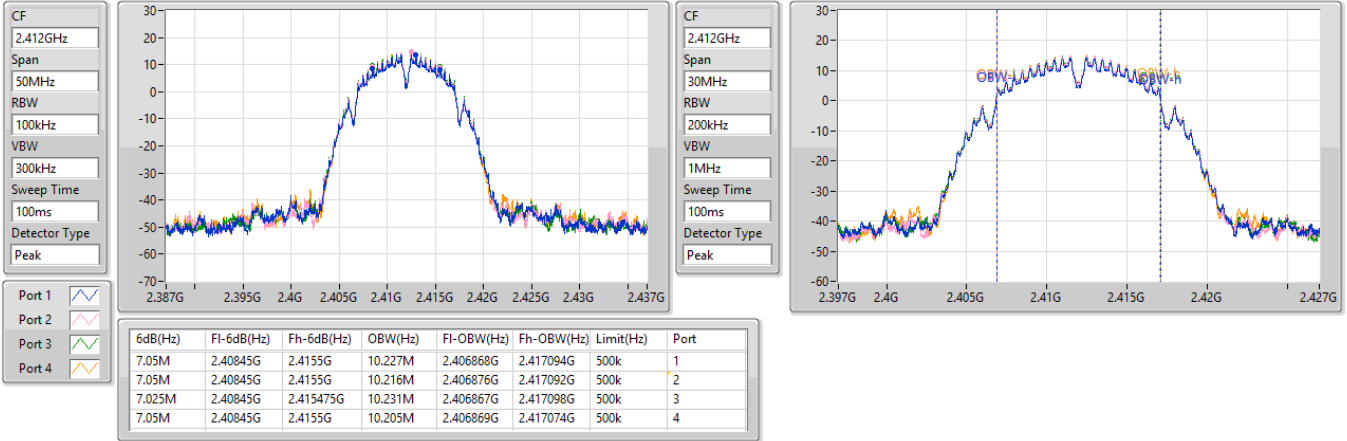 CF
2.412GHz
Span
50MHz
RBW
100kHz
VBW
300kHz
Sweep Time
100ms
Detector Type
Peak
30
20
10
0
-10
-20
-30
-40
-50
-60
-70
2.387G 2.395G 2.4G 2.405G 2.41G 2.415G 2.42G 2.425G 2.43G 2.437G
CF
2.412GHz
Span
30MHz
RBW
200kHz
VBW
1MHz
Sweep Time
100ms
Detector Type
Peak
30
20
10
0
-10
-20
-30
-40
-50
-60
OBW-L OBW-R
2.397G 2.4G 2.405G 2.41G 2.415G 2.42G 2.427G
Port 1
Port 2
Port 3
Port 4
6dB(Hz) Fl-6dB(Hz) Fh-6dB(Hz) OBW(Hz) Fl-OBW(Hz) Fh-OBW(Hz) Limit(Hz) Port
7.05M 2.40845G 2.4155G 10.227M 2.406868G 2.417094G 500k 1
7.05M 2.40845G 2.4155G 10.216M 2.406876G 2.417092G 500k 2
7.025M 2.40845G 2.415475G 10.231M 2.406867G 2.417098G 500k 3
7.05M 2.40845G 2.4155G 10.205M 2.406869G 2.417074G 500k 4